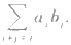 ∑ a_i b_j.
i+j=l